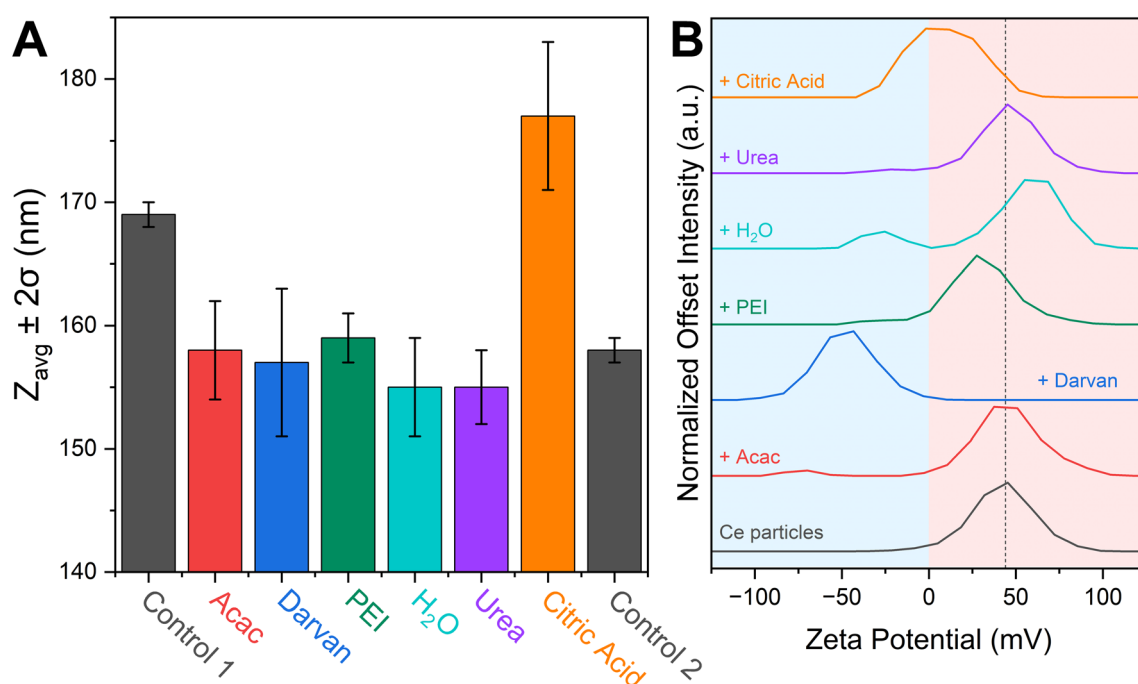 A
Z_avg ± 2σ (nm)
180
170
160
150
140
Control 1
Acac
Darvan
PEI
H₂O
Urea
Citric Acid
Control 2
B
Normalized Offset Intensity (a.u.)
+ Citric Acid
+ Urea
+ H₂O
+ PEI
+ Darvan
+ Acac
Ce particles
−100
−50
0
50
100
Zeta Potential (mV)